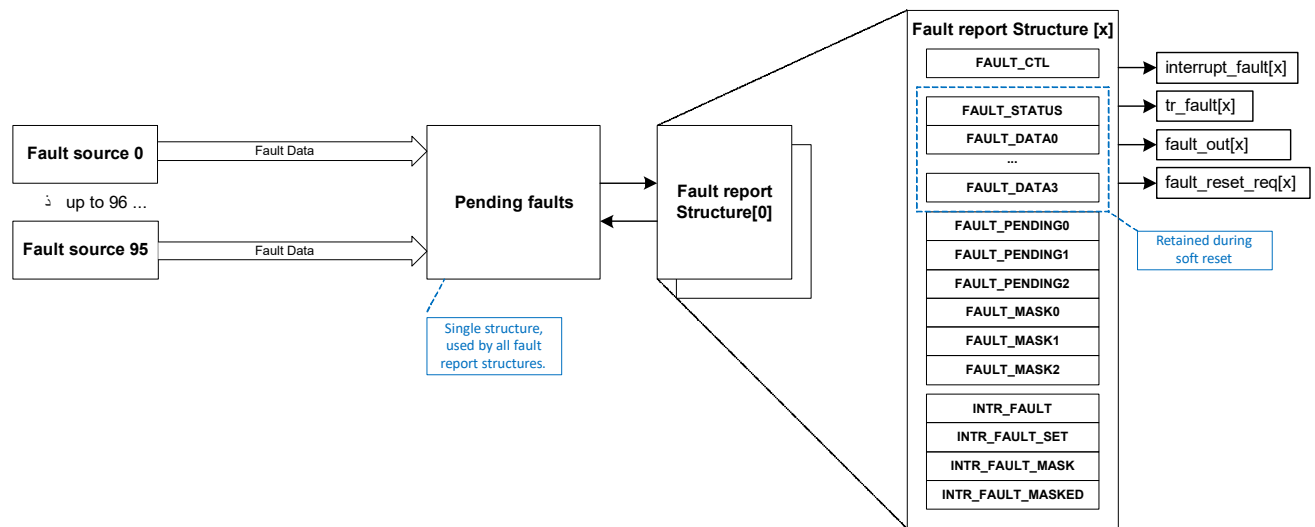 Fault source 0
Fault Data
ذ up to 96 ...
Fault source 95
Fault Data
Pending faults
Single structure,
used by all fault
report structures.
Fault report
Structure[0]
Fault report Structure [x]
FAULT_CTL
FAULT_STATUS
FAULT_DATA0
...
FAULT_DATA3
FAULT_PENDING0
FAULT_PENDING1
FAULT_PENDING2
FAULT_MASK0
FAULT_MASK1
FAULT_MASK2
INTR_FAULT
INTR_FAULT_SET
INTR_FAULT_MASK
INTR_FAULT_MASKED
interrupt_fault[x]
tr_fault[x]
fault_out[x]
fault_reset_req[x]
Retained during
soft reset